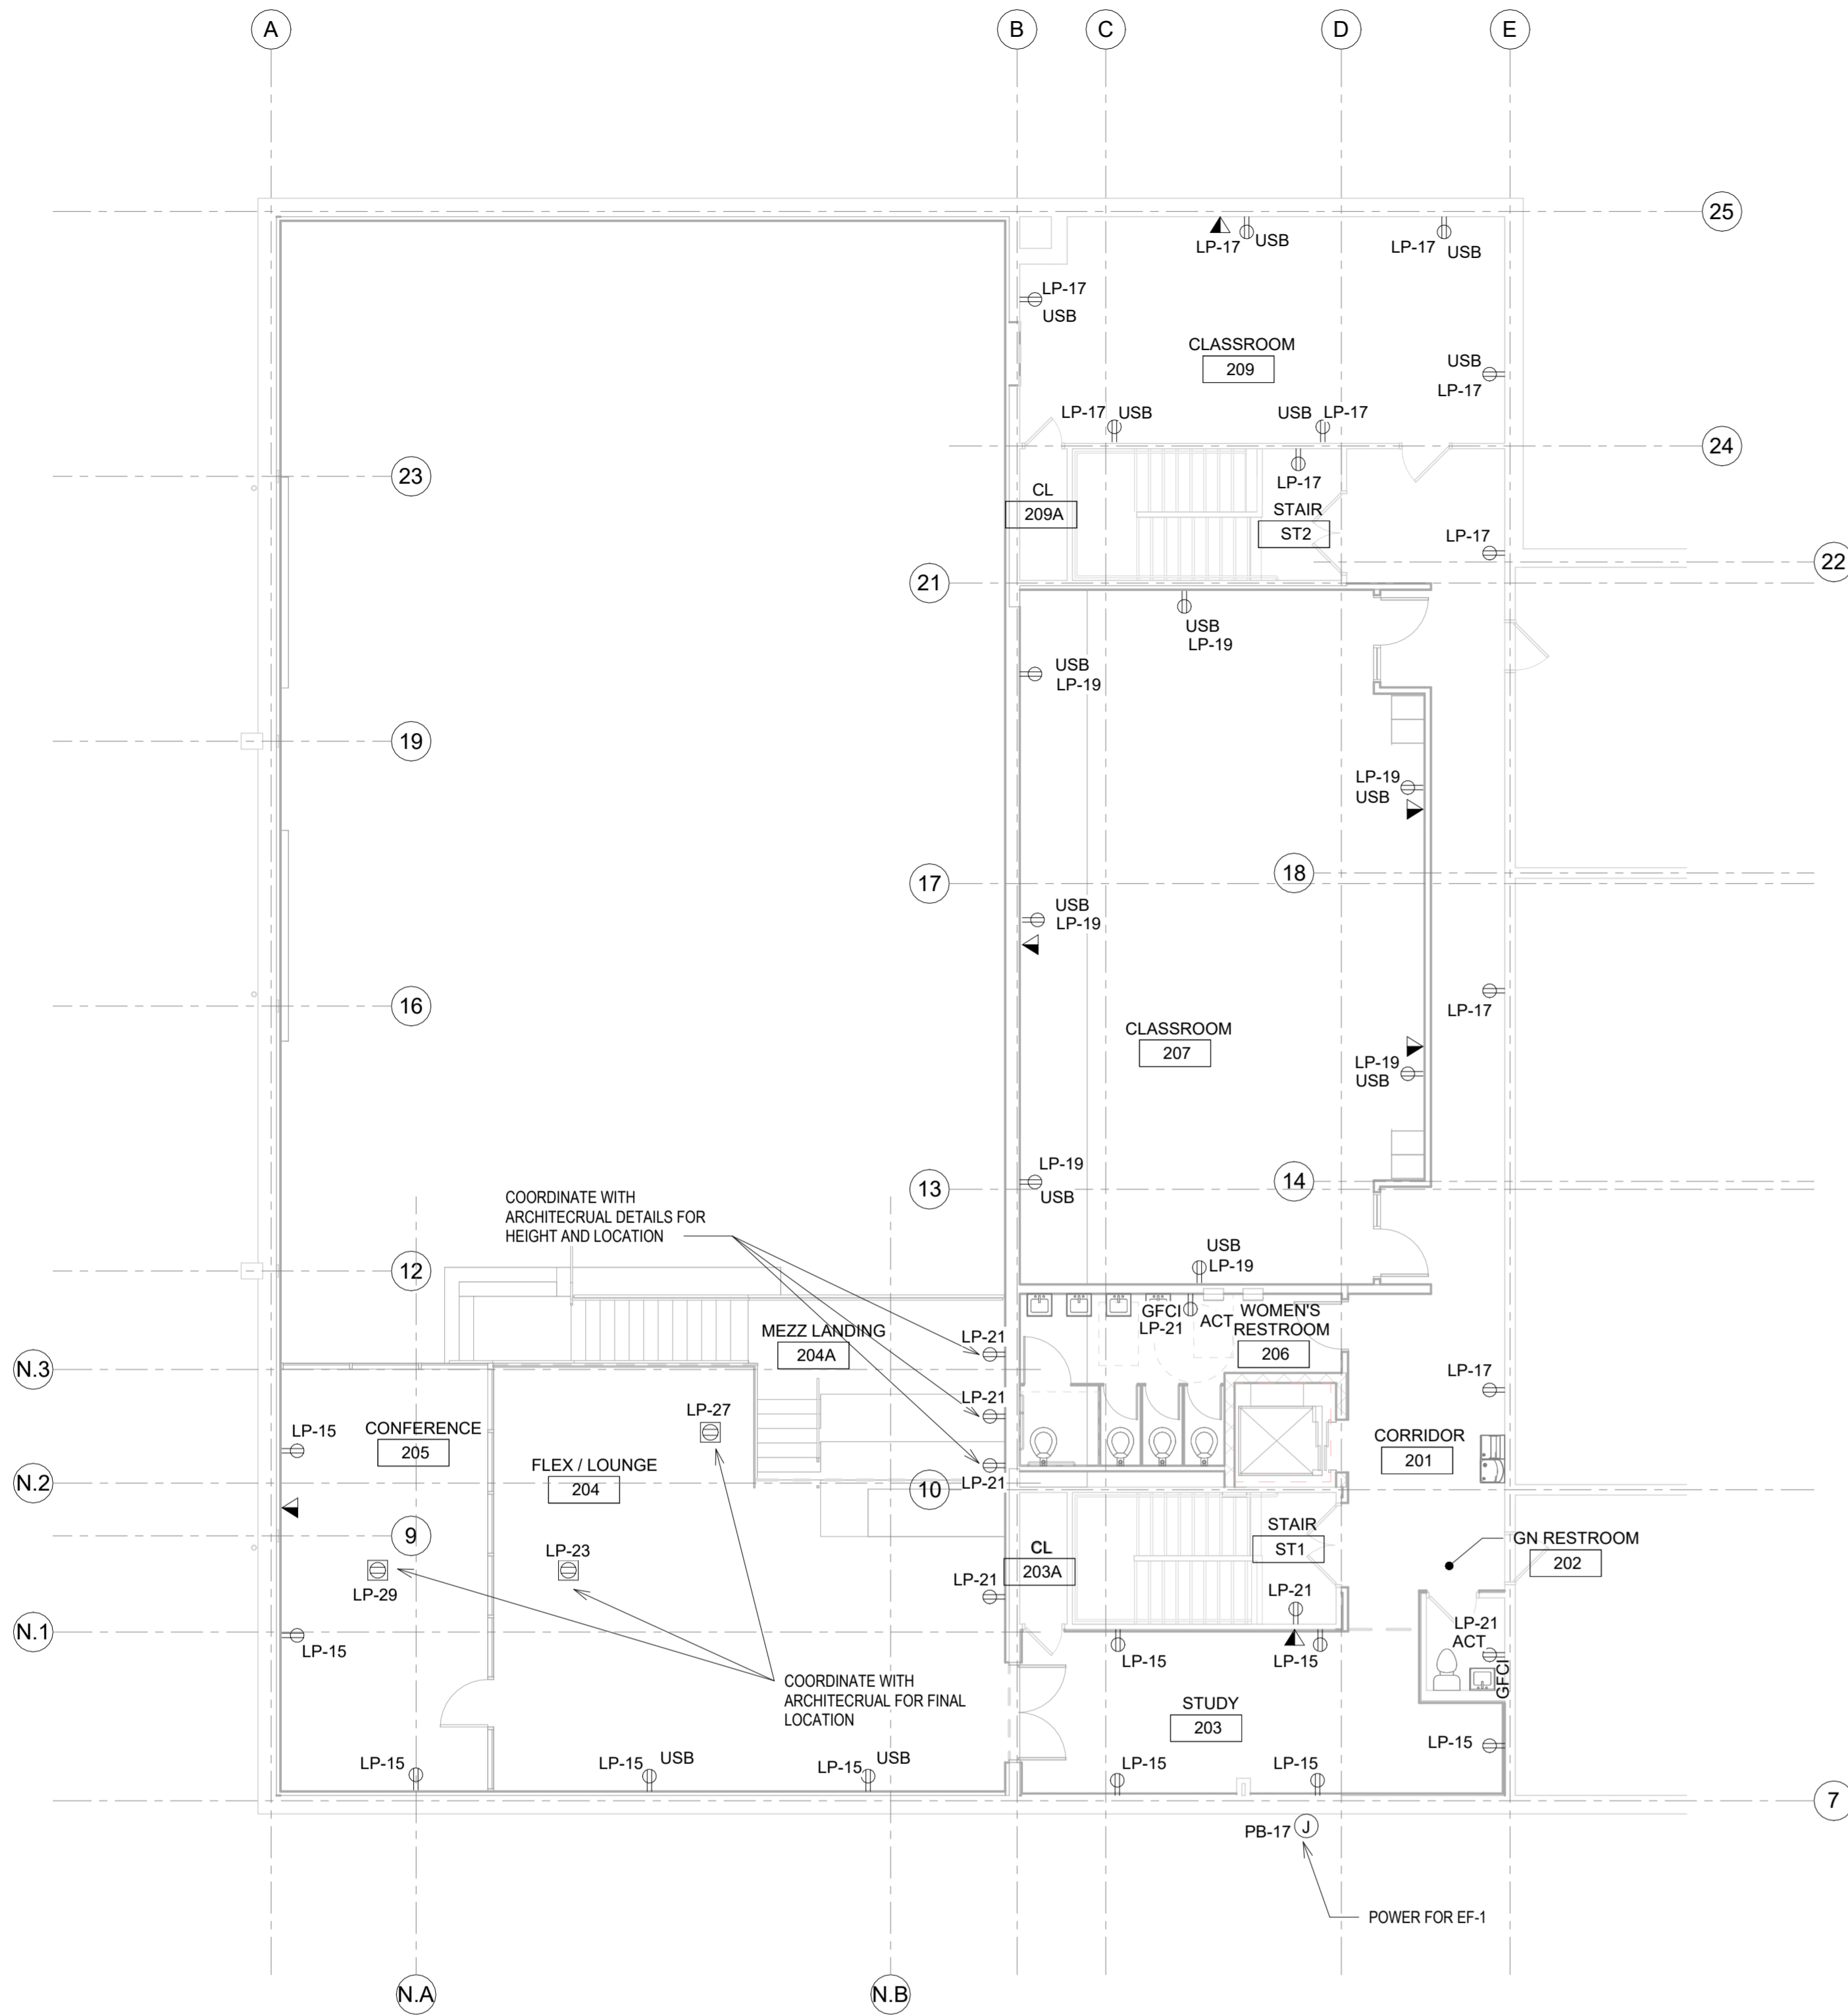 A
B
C
D
E
25
LP-17
USB
LP-17
USB
LP-17
USB
CLASSROOM
209
USB
LP-17
LP-17
USB
USB
LP-17
24
23
CL
209A
LP-17
STAIR
ST2
LP-17
22
21
USB
LP-19
USB
LP-19
19
LP-19
USB
18
17
USB
LP-19
16
LP-17
CLASSROOM
207
LP-19
USB
LP-19
USB
14
13
COORDINATE WITH
ARCHITECRUAL DETAILS FOR
HEIGHT AND LOCATION
USB
LP-19
12
GFCI
LP-21
ACT
WOMEN'S
RESTROOM
206
MEZZ LANDING
204A
LP-21
N.3
LP-17
LP-21
LP-27
LP-15
CONFERENCE
205
CORRIDOR
201
FLEX / LOUNGE
204
LP-21
N.2
10
9
STAIR
ST1
GN RESTROOM
202
CL
203A
LP-23
LP-29
LP-21
LP-21
N.1
LP-21
ACT
GFCI
LP-15
LP-15
LP-15
COORDINATE WITH
ARCHITECRUAL FOR FINAL
LOCATION
STUDY
203
LP-15
LP-15
LP-15
USB
LP-15
USB
LP-15
LP-15
7
PB-17
J
POWER FOR EF-1
N.A
N.B